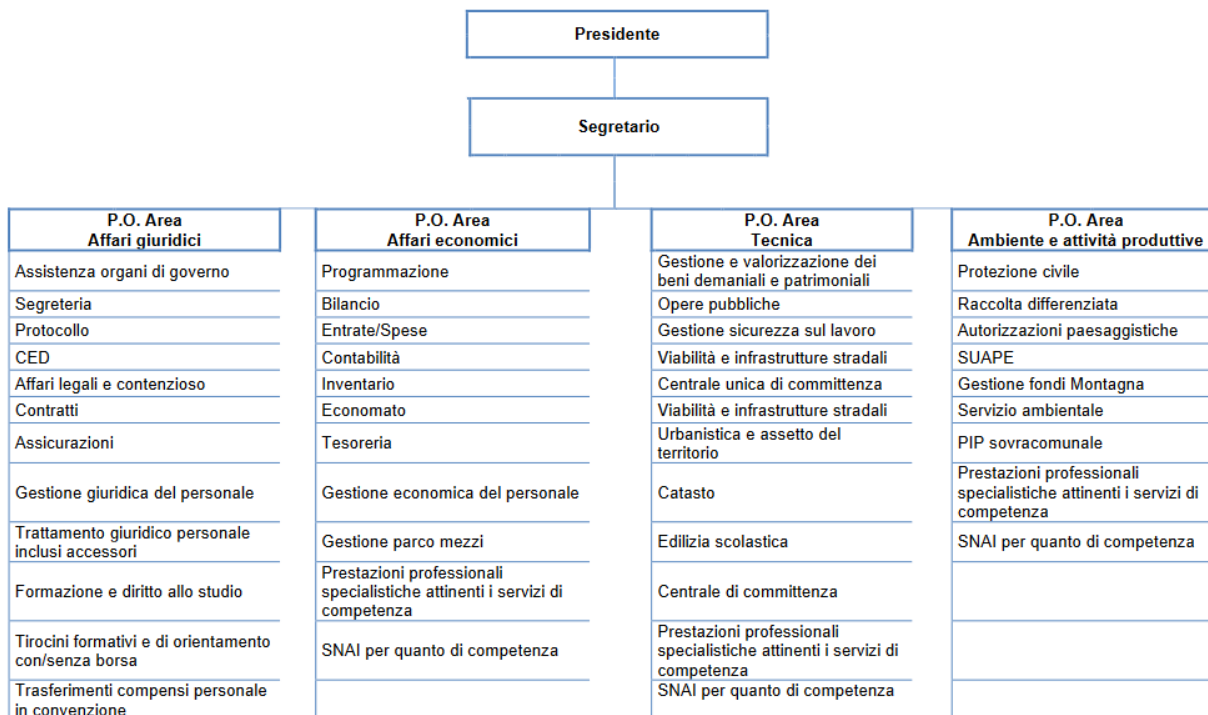 Presidente
Segretario
P.O. Area
Affari giuridici
Assistenza organi di governo
Segreteria
Protocollo
CED
Affari legali e contenzioso
Contratti
Assicurazioni
Gestione giuridica del personale
Trattamento giuridico personale
inclusi accessori
Formazione e diritto allo studio
Tirocini formativi e di orientamento
con/senza borsa
Trasferimenti compensi personale
in convenzione
P.O. Area
Affari economici
Programmazione
Bilancio
Entrate/Spese
Contabilità
Inventario
Economato
Tesoreria
Gestione economica del personale
Gestione parco mezzi
Prestazioni professionali
specialistiche attinenti i servizi di
competenza
SNAI per quanto di competenza
P.O. Area
Tecnica
Gestione e valorizzazione dei
beni demaniali e patrimoniali
Opere pubbliche
Gestione sicurezza sul lavoro
Viabilità e infrastrutture stradali
Centrale unica di committenza
Viabilità e infrastrutture stradali
Urbanistica e assetto del
territorio
Catasto
Edilizia scolastica
Centrale di committenza
Prestazioni professionali
specialistiche attinenti i servizi di
competenza
SNAI per quanto di competenza
P.O. Area
Ambiente e attività produttive
Protezione civile
Raccolta differenziata
Autorizzazioni paesaggistiche
SUAPE
Gestione fondi Montagna
Servizio ambientale
PIP sovracomunale
Prestazioni professionali
specialistiche attinenti i servizi di
competenza
SNAI per quanto di competenza